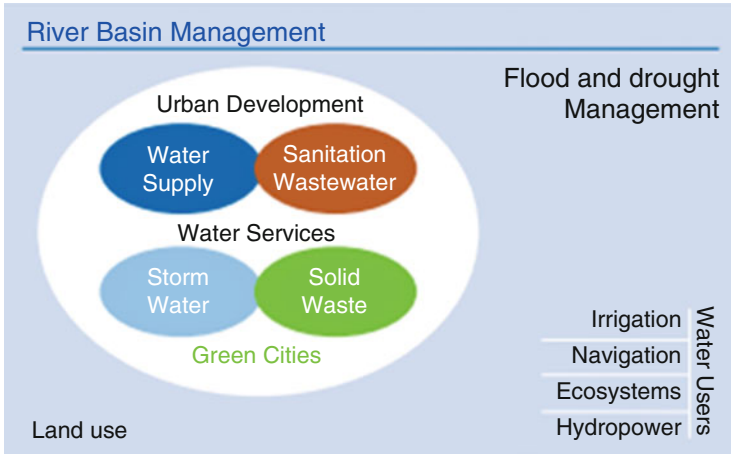 River Basin Management
Flood and drought
Management
Urban Development
Water
Supply
Sanitation
Wastewater
Water Services
Storm
Water
Solid
Waste
Green Cities
Irrigation
Navigation
Ecosystems
Hydropower
Water Users
Land use